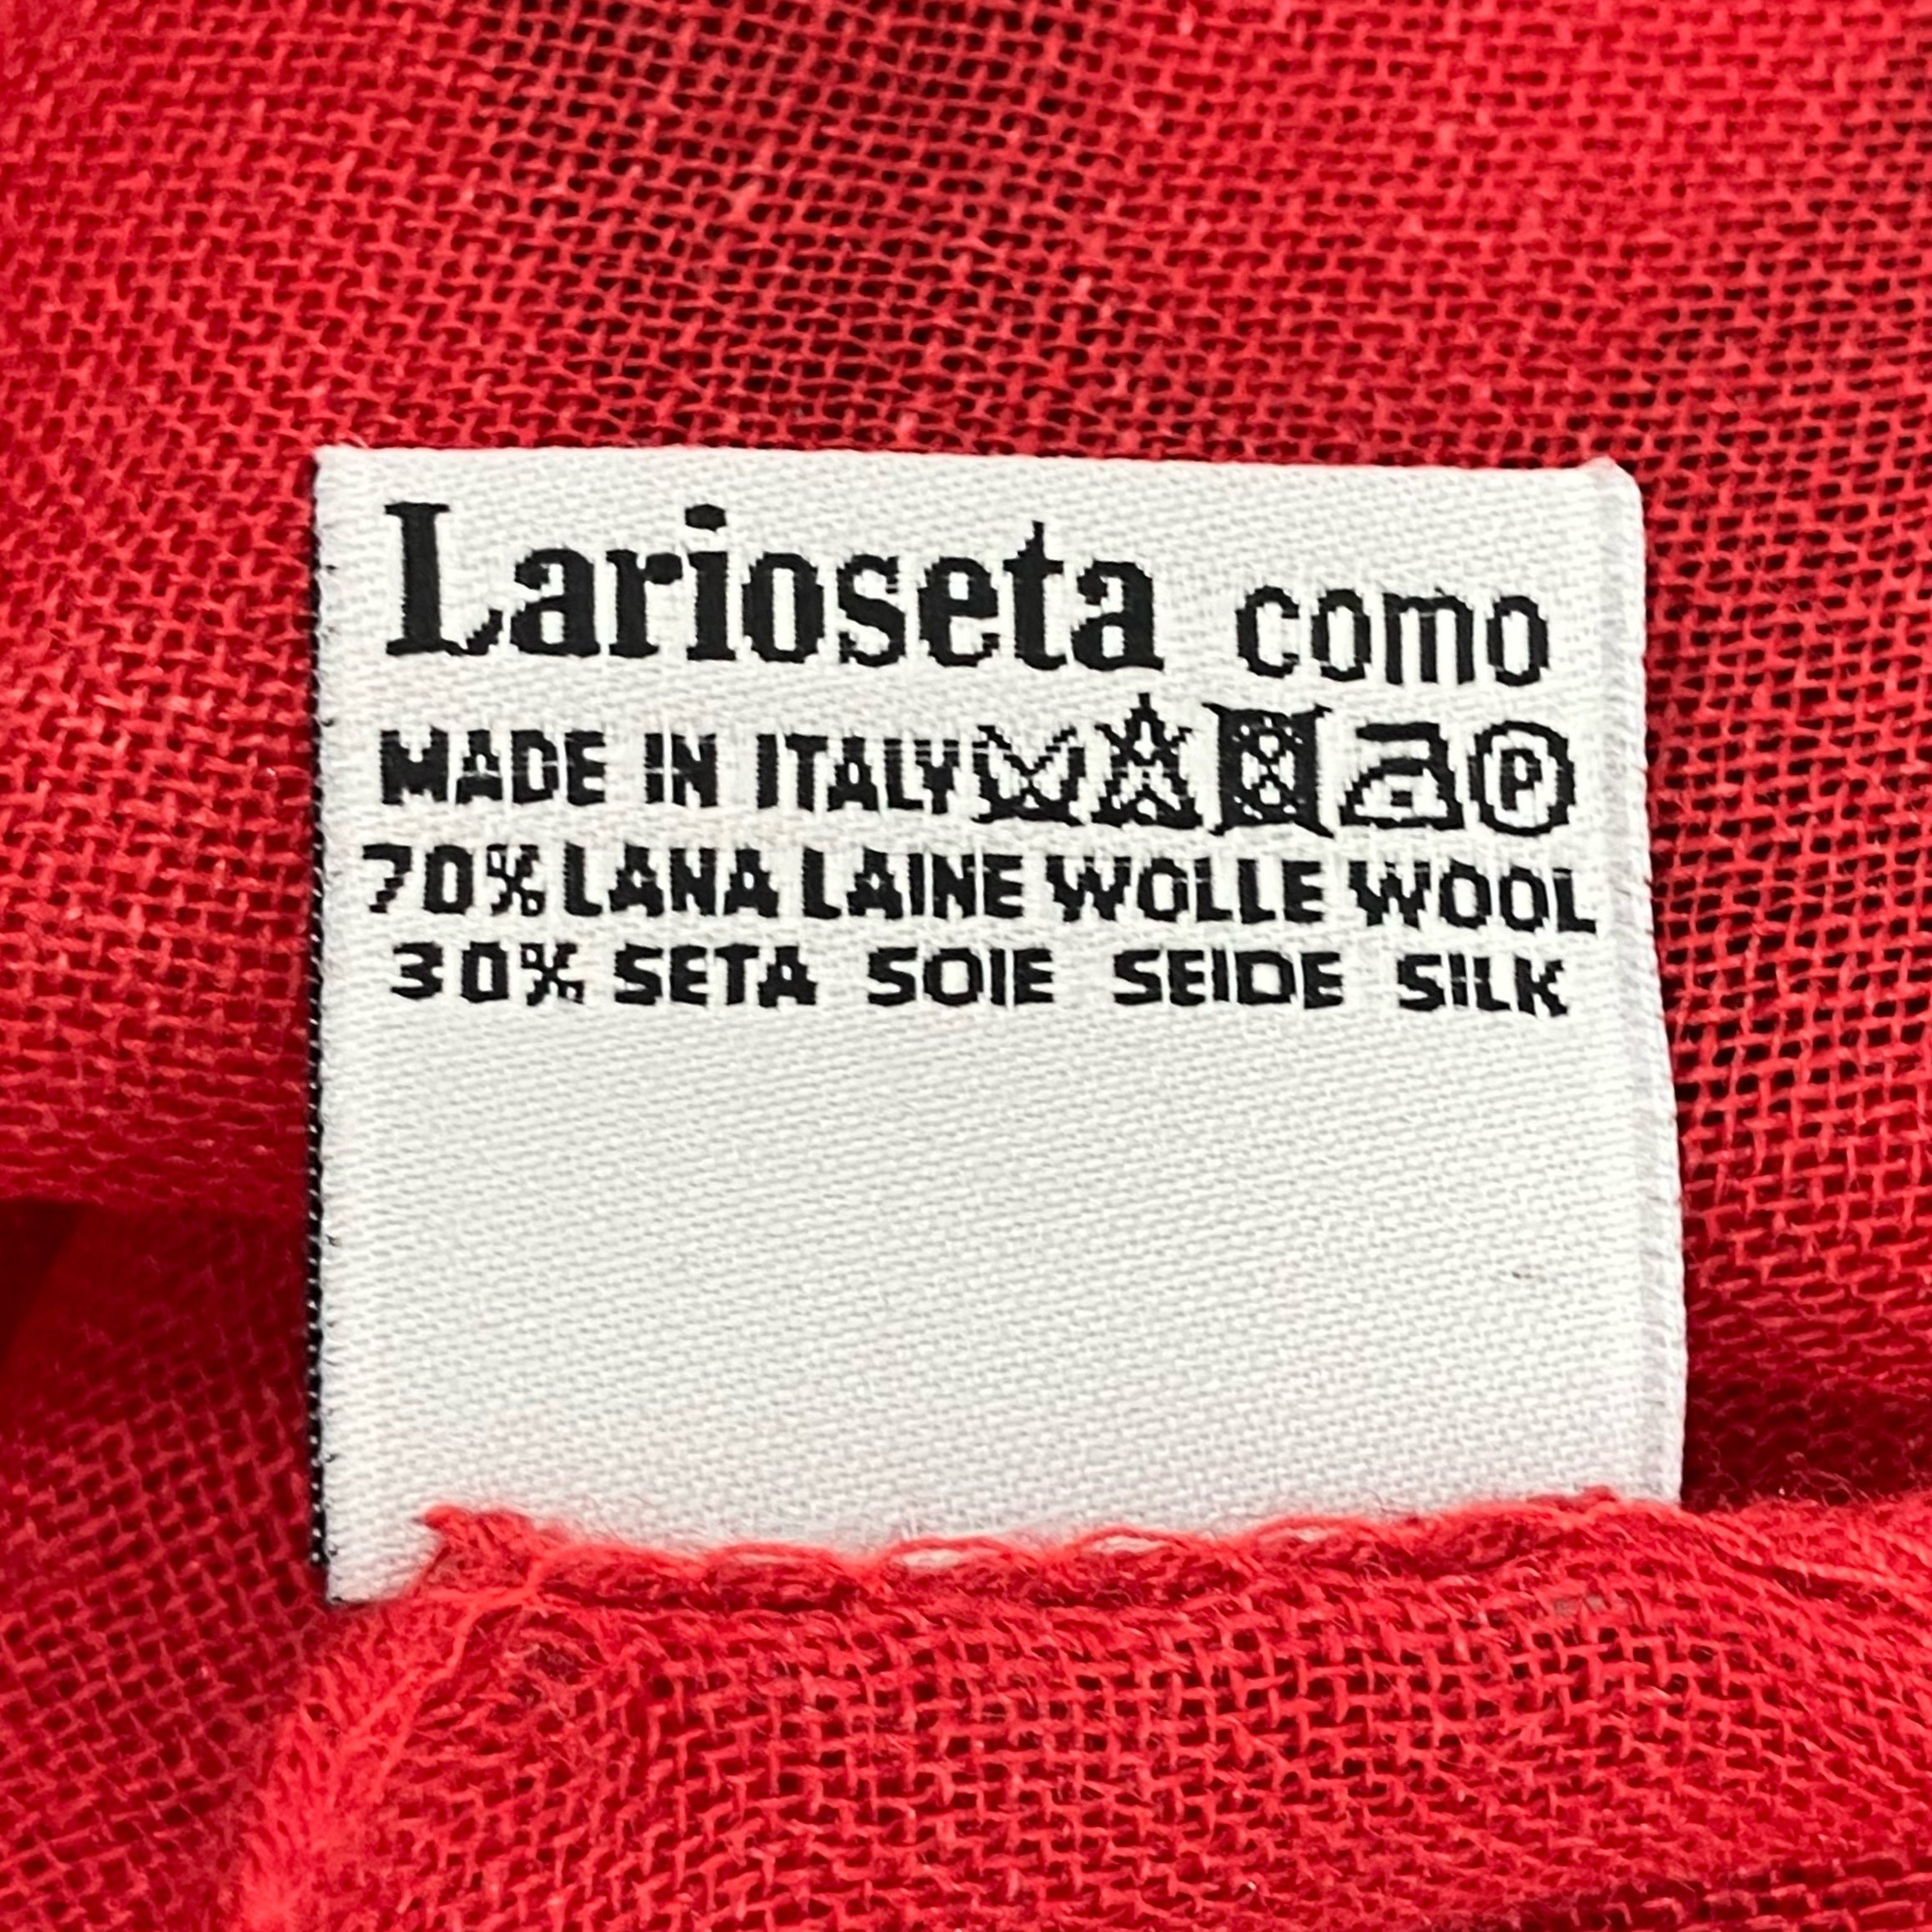 Larioseta como
MADE IN ITALY P
70% LANA LAINE WOLLE WOOL
30% SETA SOIE SEIDE SILK